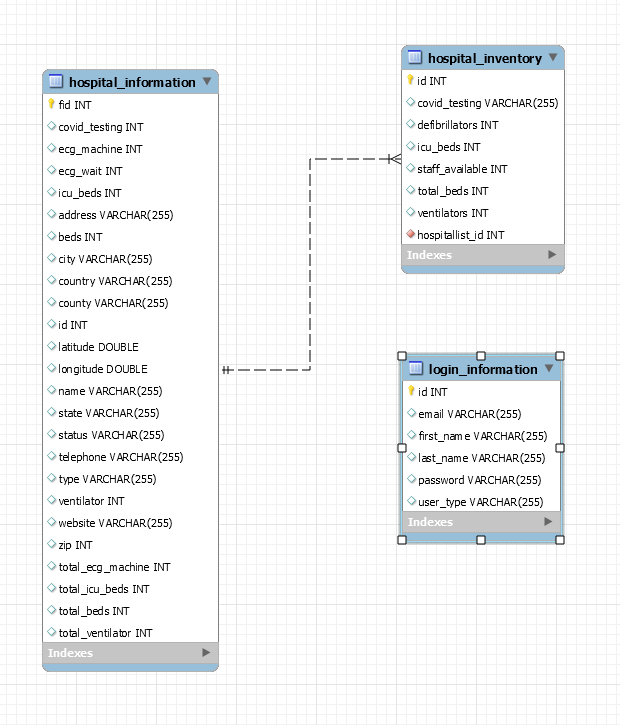 hospital_information
fid INT
covid_testing INT
ecg_machine INT
ecg_wait INT
icu_beds INT
address VARCHAR(255)
beds INT
city VARCHAR(255)
country VARCHAR(255)
county VARCHAR(255)
id INT
latitude DOUBLE
longitude DOUBLE
name VARCHAR(255)
state VARCHAR(255)
status VARCHAR(255)
telephone VARCHAR(255)
type VARCHAR(255)
ventilator INT
website VARCHAR(255)
zip INT
total_ecg_machine INT
total_icu_beds INT
total_beds INT
total_ventilator INT
Indexes
hospital_inventory
id INT
covid_testing VARCHAR(255)
defibrillators INT
icu_beds INT
staff_available INT
total_beds INT
ventilators INT
hospitallist_id INT
Indexes
login_information
id INT
email VARCHAR(255)
first_name VARCHAR(255)
last_name VARCHAR(255)
password VARCHAR(255)
user_type VARCHAR(255)
Indexes